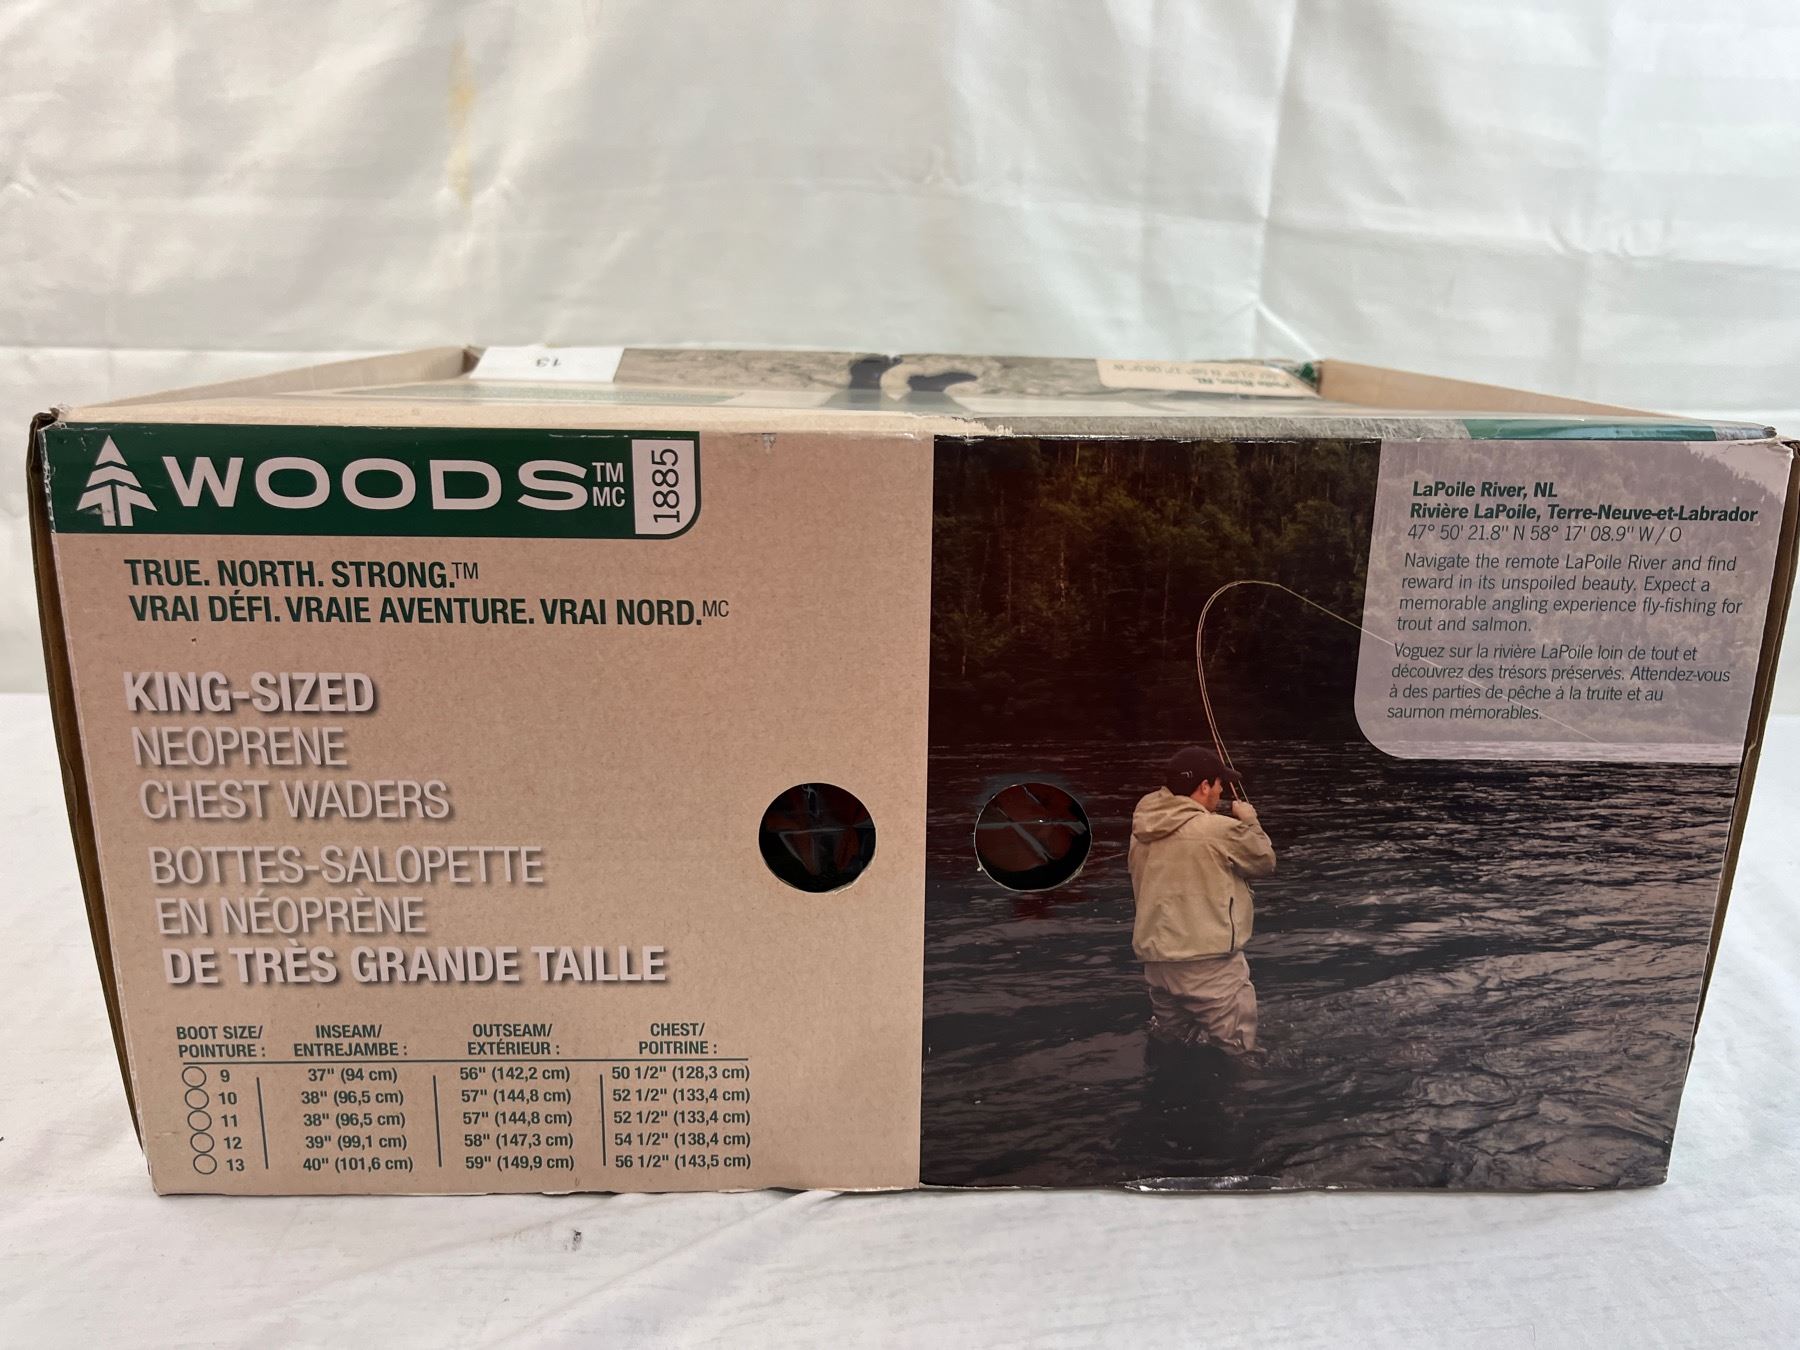 13
WOODS TM MC 1885
TRUE. NORTH. STRONG.TM
VRAI DÉFI. VRAIE AVENTURE. VRAI NORD.MC
KING-SIZED
NEOPRENE
CHEST WADERS
BOTTES-SALOPETTE
EN NÉOPRÈNE
DE TRÈS GRANDE TAILLE
BOOT SIZE/ INSEAM/ OUTSEAM/ CHEST/
POINTURE : ENTREJAMBE : EXTÉRIEUR : POITRINE :
9 37" (94 cm) 56" (142,2 cm) 50 1/2" (128,3 cm)
10 38" (96,5 cm) 57" (144,8 cm) 52 1/2" (133,4 cm)
11 38" (96,5 cm) 57" (144,8 cm) 52 1/2" (133,4 cm)
12 39" (99,1 cm) 58" (147,3 cm) 54 1/2" (138,4 cm)
13 40" (101,6 cm) 59" (149,9 cm) 56 1/2" (143,5 cm)
LaPoile River, NL
Rivière LaPoile, Terre-Neuve-et-Labrador
47° 50' 21.8" N 58° 17' 08.9" W / O
Navigate the remote LaPoile River and find
reward in its unspoiled beauty. Expect a
memorable angling experience fly-fishing for
trout and salmon.
Voguez sur la rivière LaPoile loin de tout et
découvrez des trésors préservés. Attendez-vous
à des parties de pêche à la truite et au
saumon mémorables.